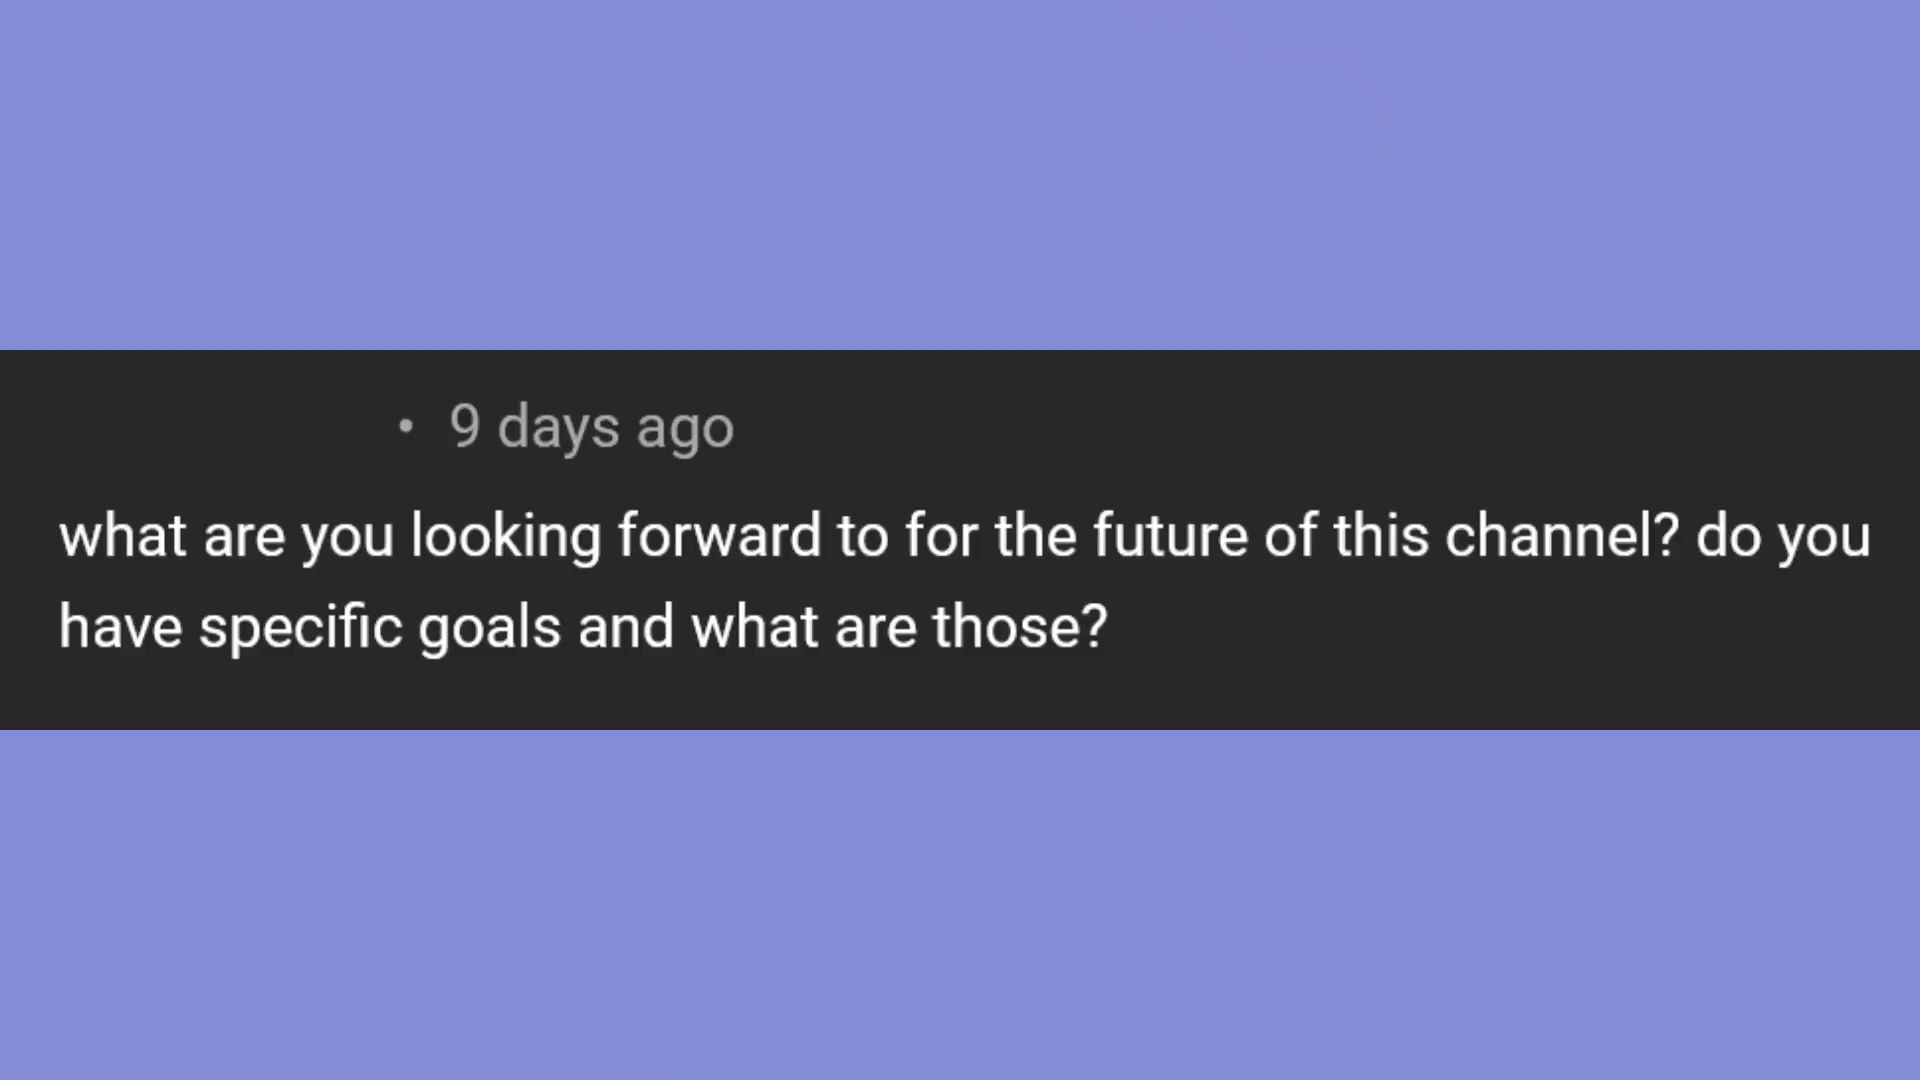 • 9 days ago
what are you looking forward to for the future of this channel? do you
have specific goals and what are those?